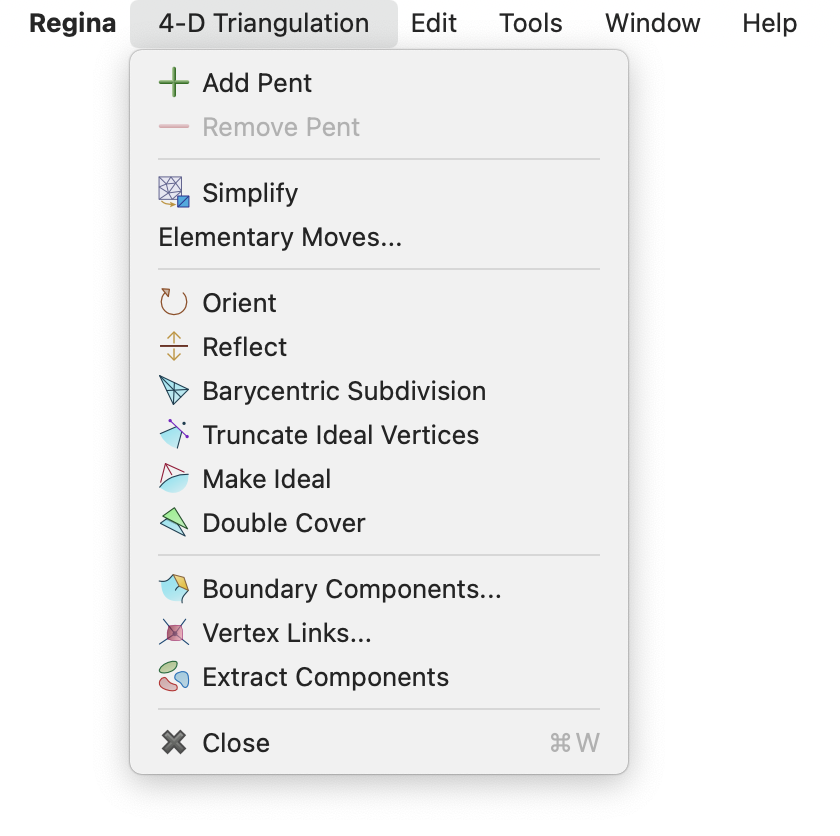 Regina 4-D Triangulation Edit Tools Window Help
Add Pent
Remove Pent
Simplify
Elementary Moves...
Orient
Reflect
Barycentric Subdivision
Truncate Ideal Vertices
Make Ideal
Double Cover
Boundary Components...
Vertex Links...
Extract Components
Close ⌘W